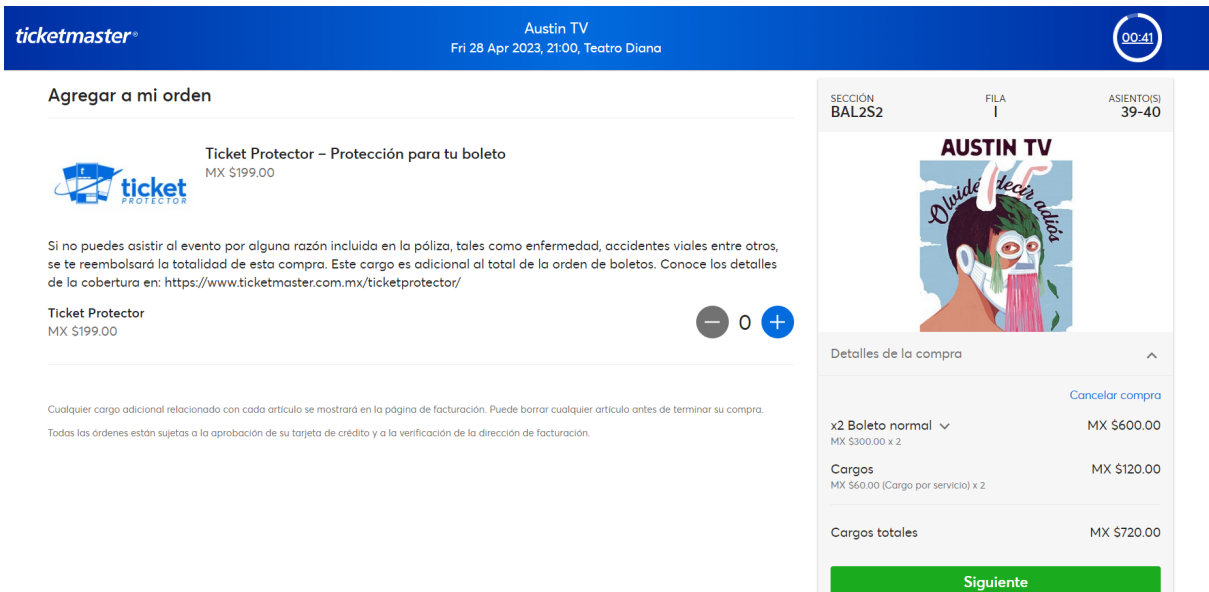 ticketmaster®
Austin TV
Fri 28 Apr 2023, 21:00, Teatro Diana
00:41
Agregar a mi orden
Ticket Protector – Protección para tu boleto
MX $199.00
t
ticket
PROTECTOR
Si no puedes asistir al evento por alguna razón incluida en la póliza, tales como enfermedad, accidentes viales entre otros,
se te reembolsará la totalidad de esta compra. Este cargo es adicional al total de la orden de boletos. Conoce los detalles
de la cobertura en: https://www.ticketmaster.com.mx/ticketprotector/
Ticket Protector
MX $199.00
0
Cualquier cargo adicional relacionado con cada artículo se mostrará en la página de facturación. Puede borrar cualquier artículo antes de terminar su compra.
Todas las órdenes están sujetas a la aprobación de su tarjeta de crédito y a la verificación de la dirección de facturación.
SECCIÓN FILA ASIENTO(S)
BAL2S2 I 39-40
AUSTIN TV
Olvidé decir adiós
Detalles de la compra
Cancelar compra
x2 Boleto normal MX $600.00
MX $300.00 x 2
Cargos MX $120.00
MX $60.00 (Cargo por servicio) x 2
Cargos totales MX $720.00
Siguiente